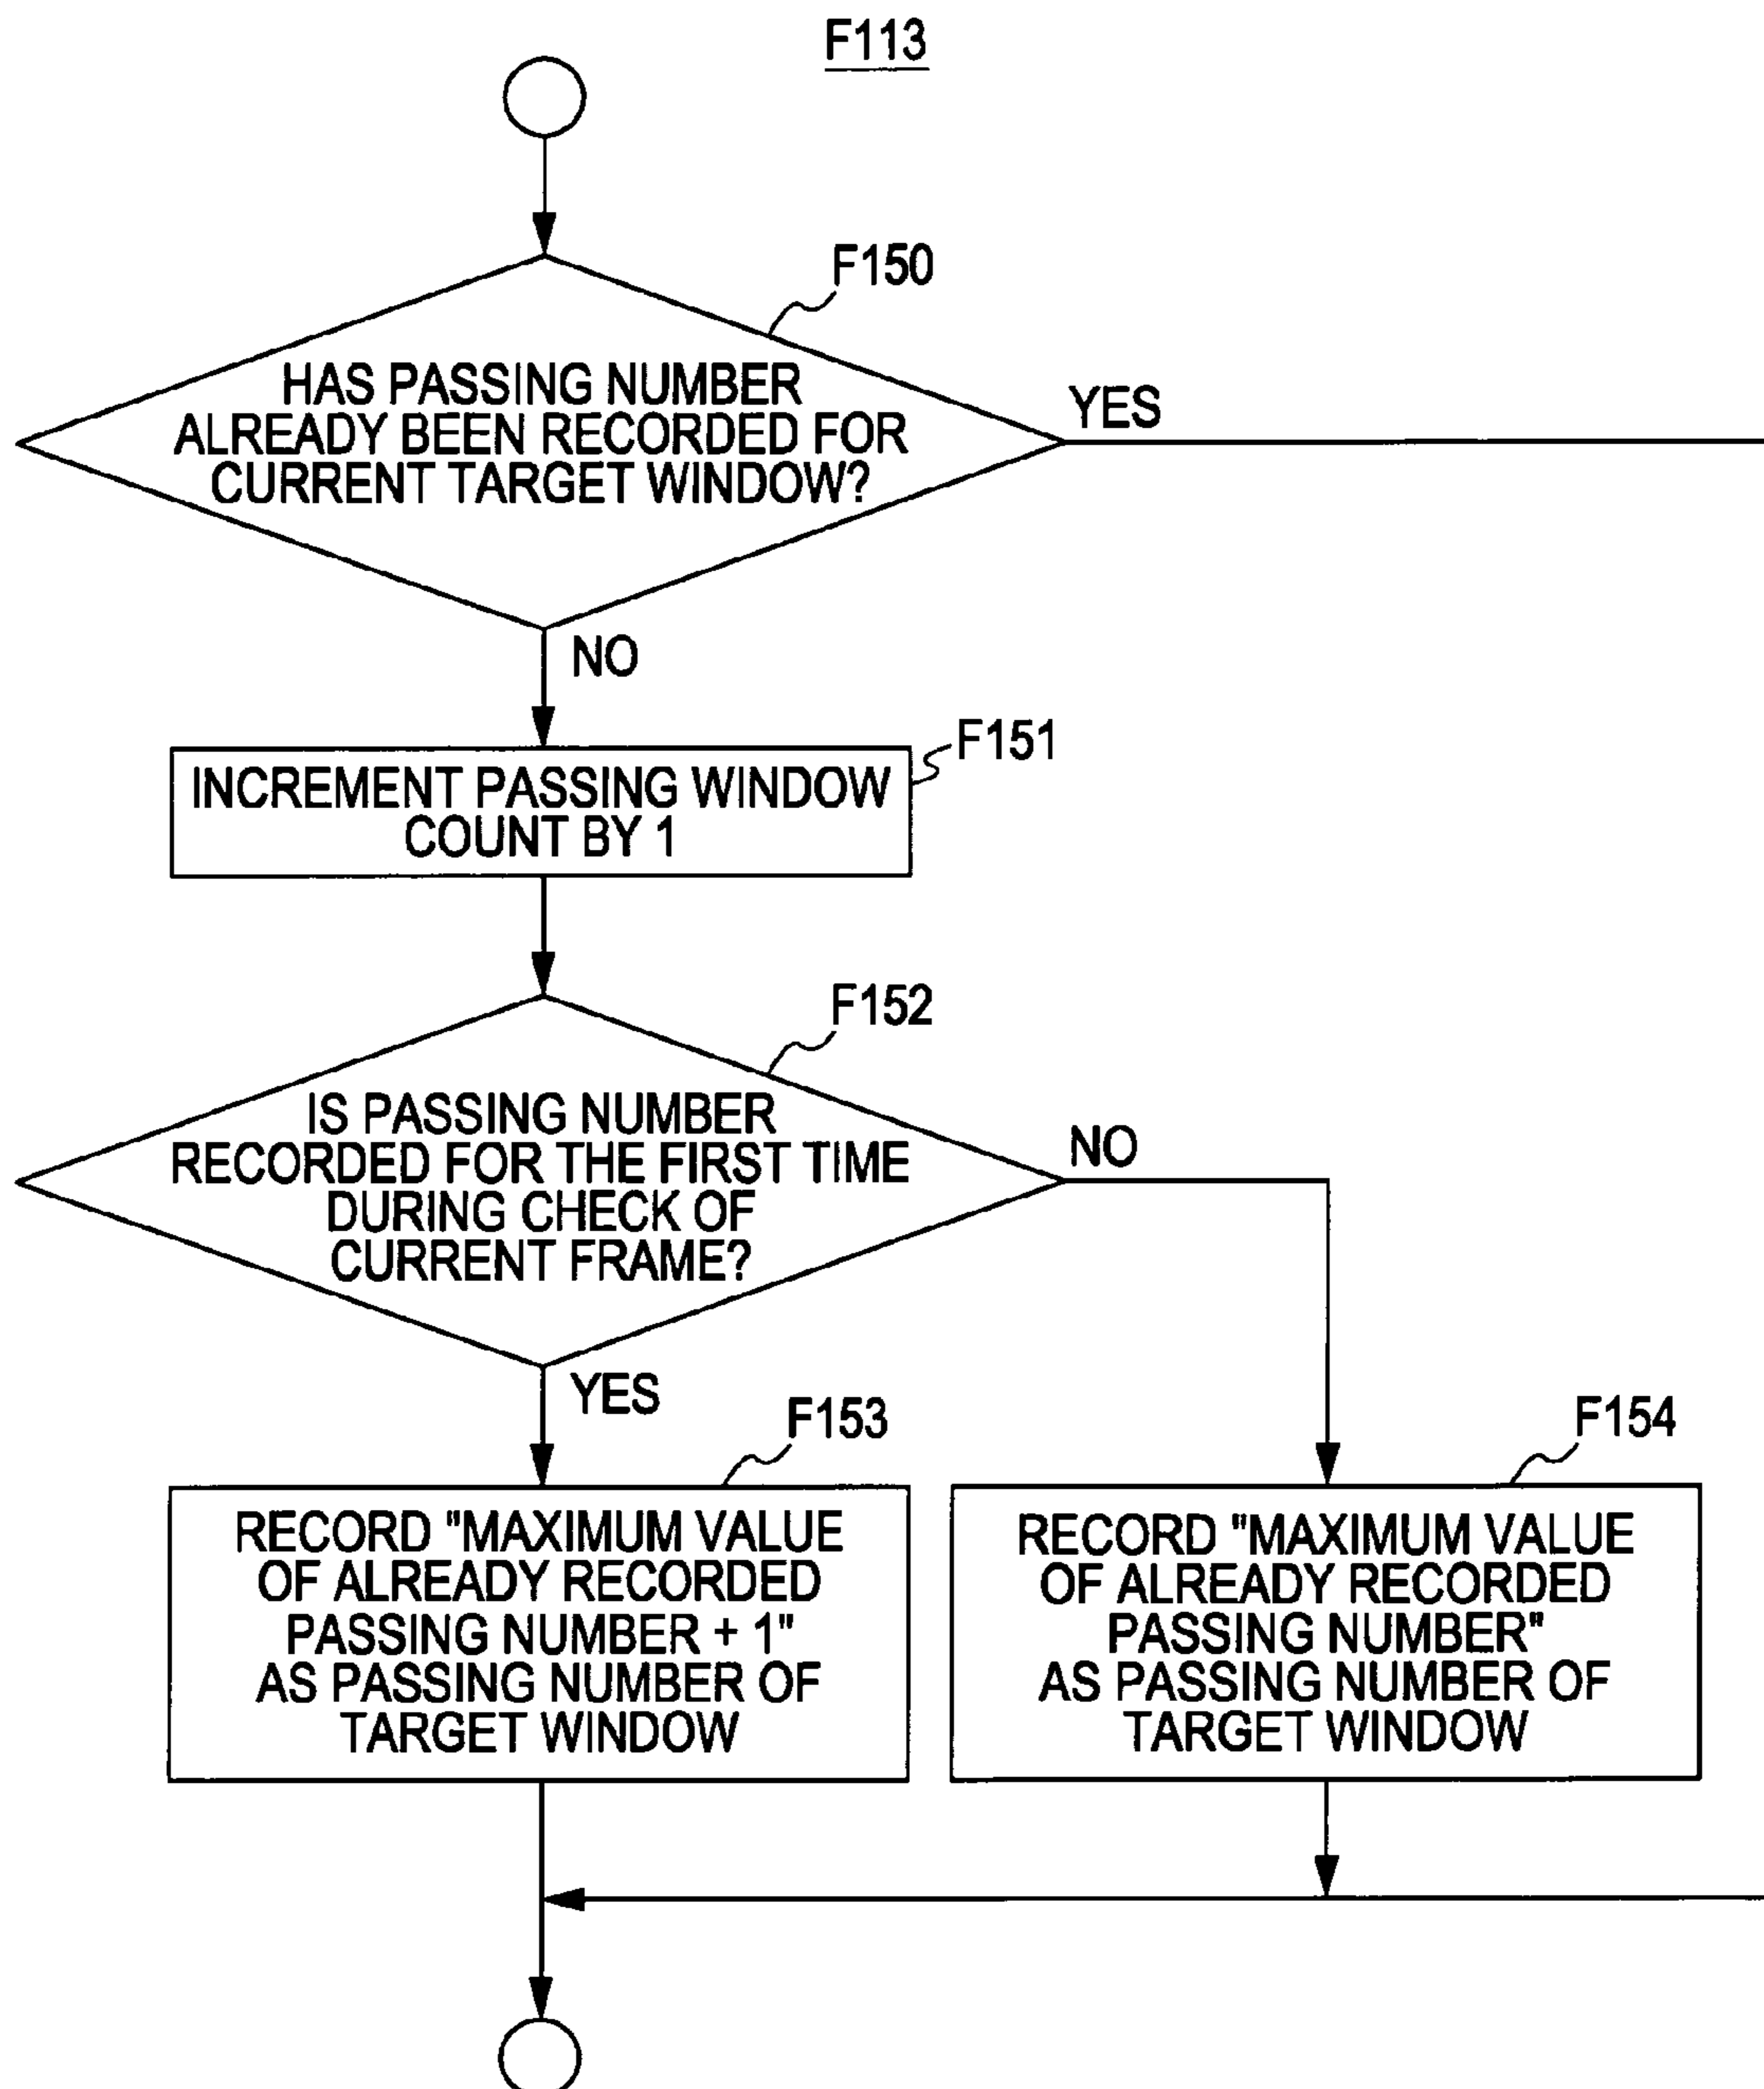 F113
F150
HAS PASSING NUMBER
ALREADY BEEN RECORDED FOR
CURRENT TARGET WINDOW?
YES
NO
F151
INCREMENT PASSING WINDOW
COUNT BY 1
F152
IS PASSING NUMBER
RECORDED FOR THE FIRST TIME
DURING CHECK OF
CURRENT FRAME?
NO
YES
F153
RECORD "MAXIMUM VALUE
OF ALREADY RECORDED
PASSING NUMBER + 1"
AS PASSING NUMBER OF
TARGET WINDOW
F154
RECORD "MAXIMUM VALUE
OF ALREADY RECORDED
PASSING NUMBER"
AS PASSING NUMBER OF
TARGET WINDOW